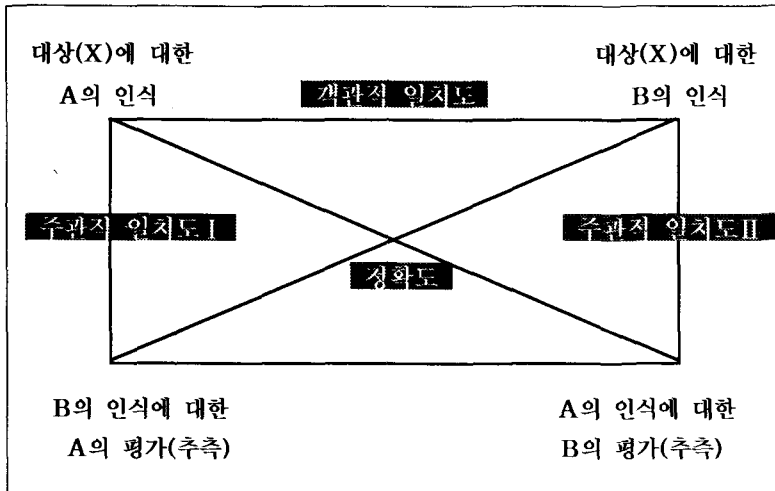 대상(X)에 대한
A의 인식
대상(X)에 대한
B의 인식
객관적 일치도
주관적 일치도Ⅰ
주관적 일치도Ⅱ
정확도
B의 인식에 대한
A의 평가(추측)
A의 인식에 대한
B의 평가(추측)